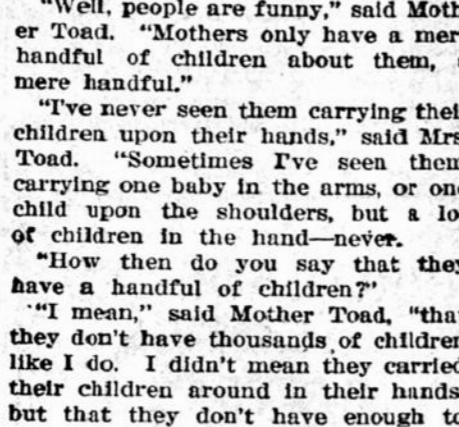 "Well, people are funny," said Moth
er Toad. "Mothers only have a mer
handful of children about them,
mere handful."
"I've never seen them carrying thei
children upon their hands," said Mrs
Toad. "Sometimes I've seen them
carrying one baby in the arms, or one
child upon the shoulders, but a lo
of children in the hand—never.
"How then do you say that they
have a handful of children?"
"I mean," said Mother Toad, "tha
they don't have thousands of children
like I do. I didn't mean they carried
their children around in their hands
but that they don't have enough to